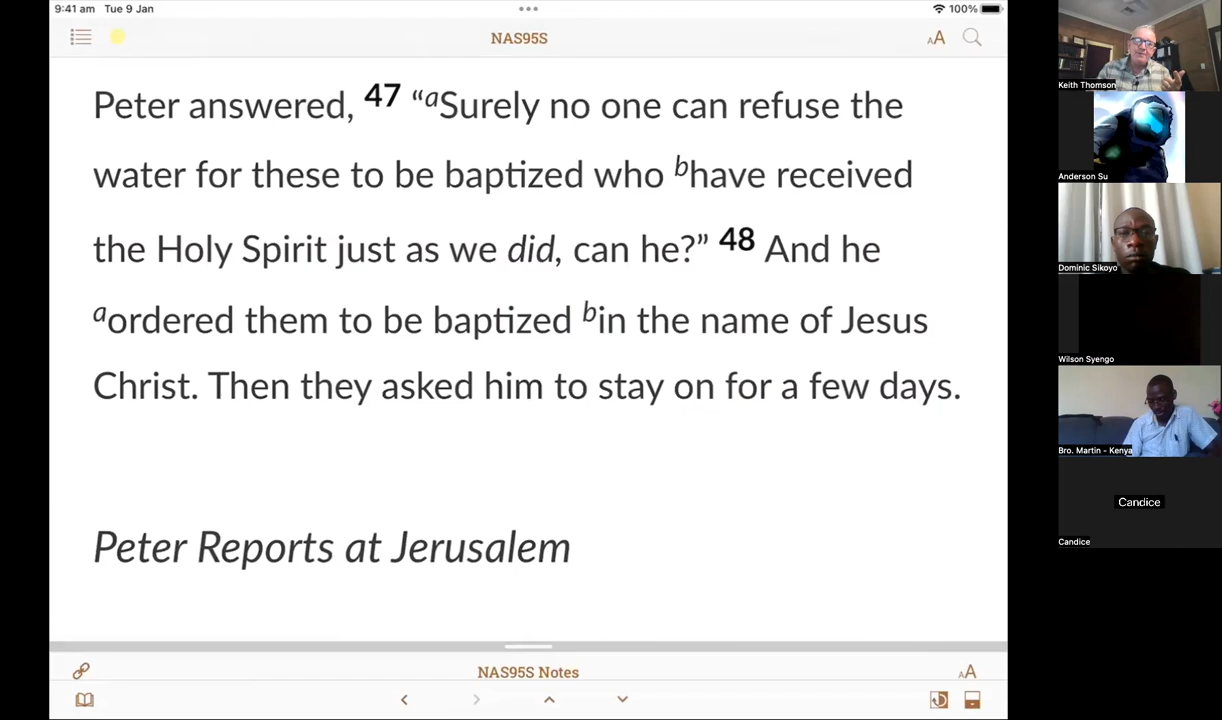 9:41 am Tue 9 Jan
100%
NAS95S
AA
Peter answered, 47 “aSurely no one can refuse the
water for these to be baptized who bhave received
the Holy Spirit just as we did, can he?” 48 And he
aordered them to be baptized bin the name of Jesus
Christ. Then they asked him to stay on for a few days.
Peter Reports at Jerusalem
NAS95S Notes
AA
Keith Thomson
Anderson Su
Dominic Sikoyo
Wilson Syengo
Bro. Martin - Kenya
Candice
Candice